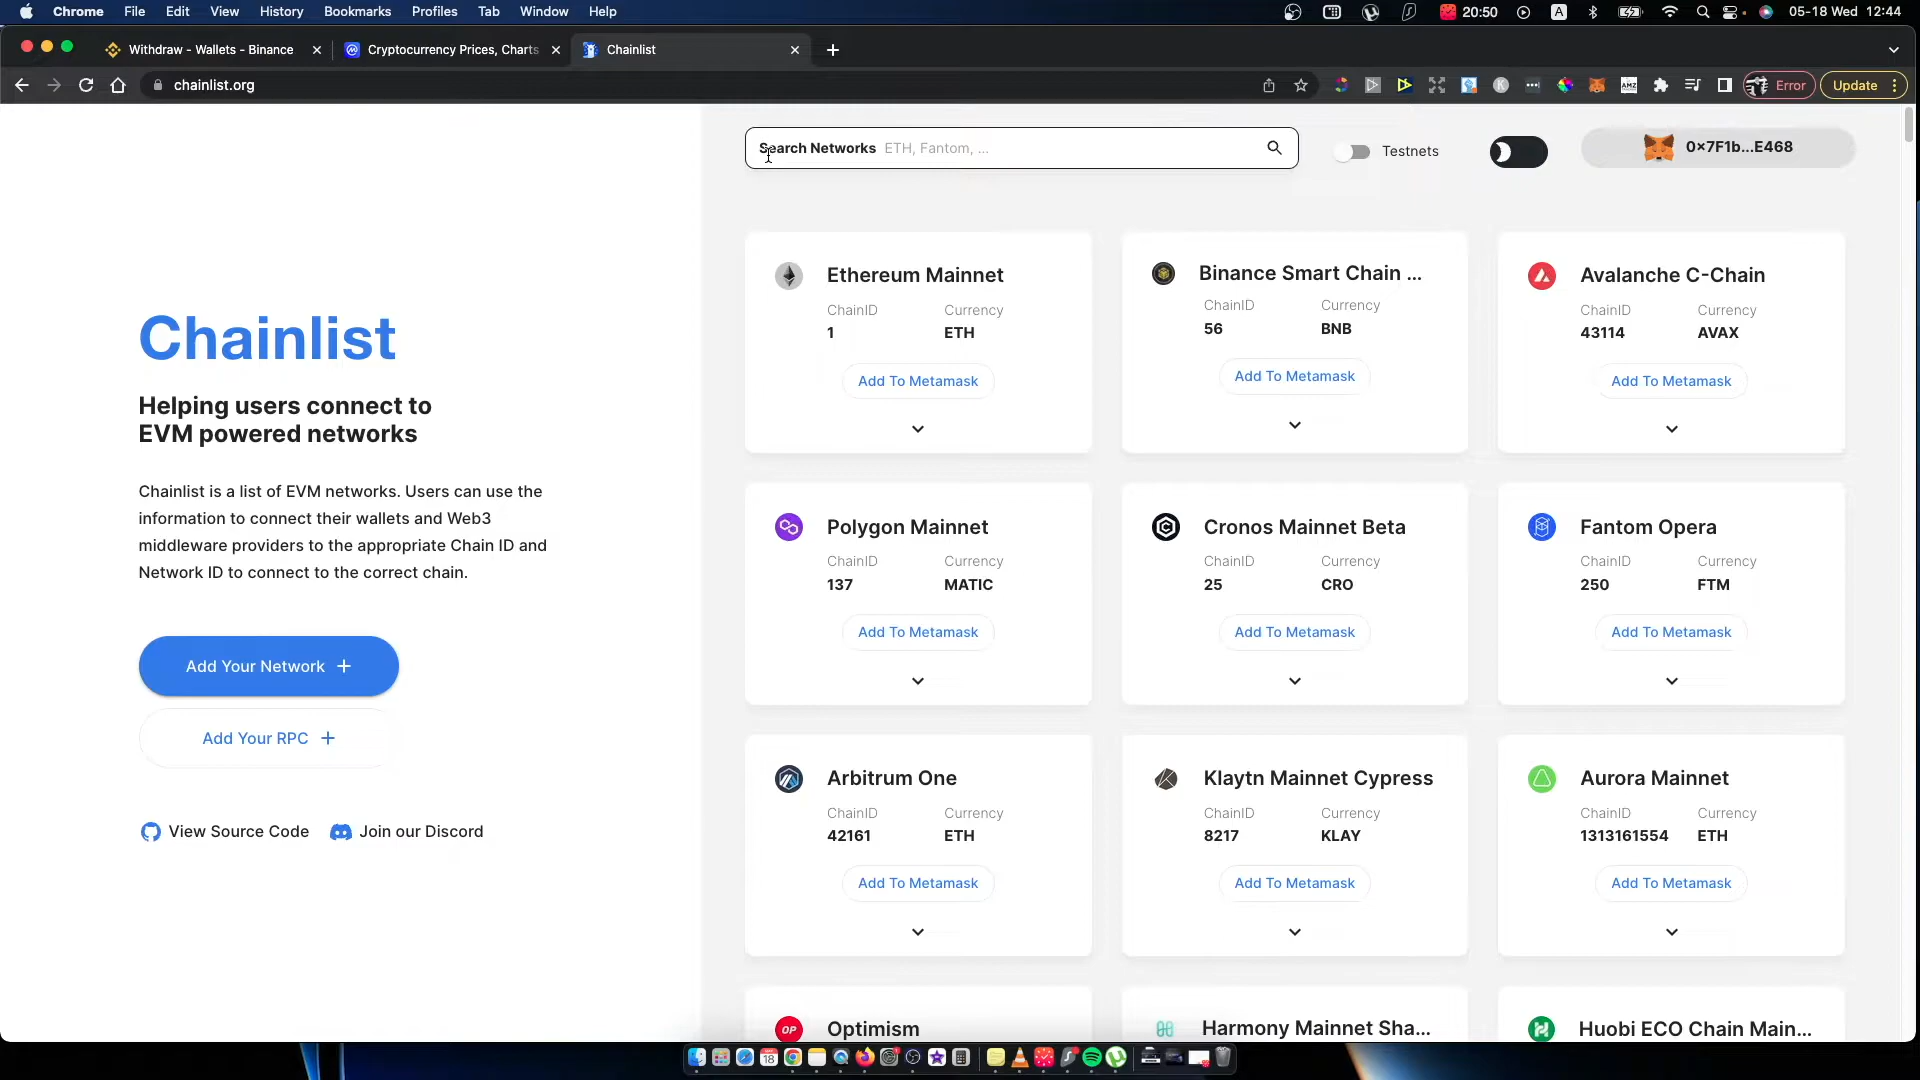 Chrome File Edit View History Bookmarks Profiles Tab Window Help
20:50 A 05-18 Wed 12:44
Withdraw - Wallets - Binance
Cryptocurrency Prices, Charts
Chainlist
chainlist.org
K
AMZ
Error
Update
Search Networks ETH, Fantom, ...
Testnets
0x7F1b...E468
Chainlist
Helping users connect to
EVM powered networks
Chainlist is a list of EVM networks. Users can use the
information to connect their wallets and Web3
middleware providers to the appropriate Chain ID and
Network ID to connect to the correct chain.
Add Your Network +
Add Your RPC +
View Source Code
Join our Discord
Ethereum Mainnet
ChainID Currency
1 ETH
Add To Metamask
Binance Smart Chain ...
ChainID Currency
56 BNB
Add To Metamask
Avalanche C-Chain
ChainID Currency
43114 AVAX
Add To Metamask
Polygon Mainnet
ChainID Currency
137 MATIC
Add To Metamask
Cronos Mainnet Beta
ChainID Currency
25 CRO
Add To Metamask
Fantom Opera
ChainID Currency
250 FTM
Add To Metamask
Arbitrum One
ChainID Currency
42161 ETH
Add To Metamask
Klaytn Mainnet Cypress
ChainID Currency
8217 KLAY
Add To Metamask
Aurora Mainnet
ChainID Currency
1313161554 ETH
Add To Metamask
OP
Optimism
Harmony Mainnet Sha...
Huobi ECO Chain Main...
18